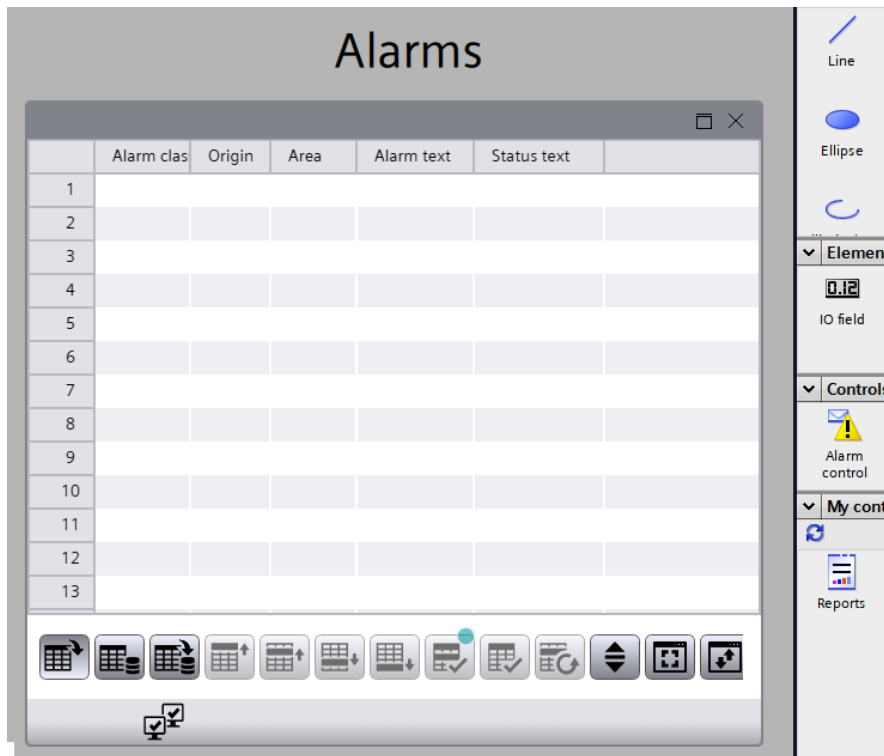 Alarms
Line
Ellipse
Alarm clas Origin Area Alarm text Status text
1
2
3
4
5
6
7
8
9
10
11
12
13
Elemen
0.12
IO field
Controls
Alarm
control
My cont
Reports